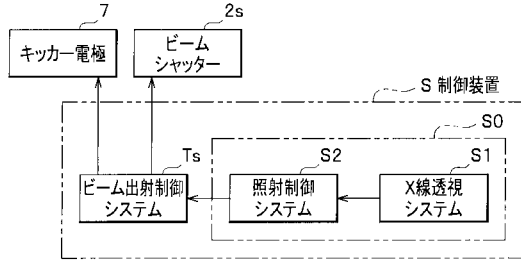 7
2s
キッカー電極
ビーム
シャッター
S 制御装置
S0
Ts
S2
S1
ビーム出射制御
システム
照射制御
システム
X線透視
システム